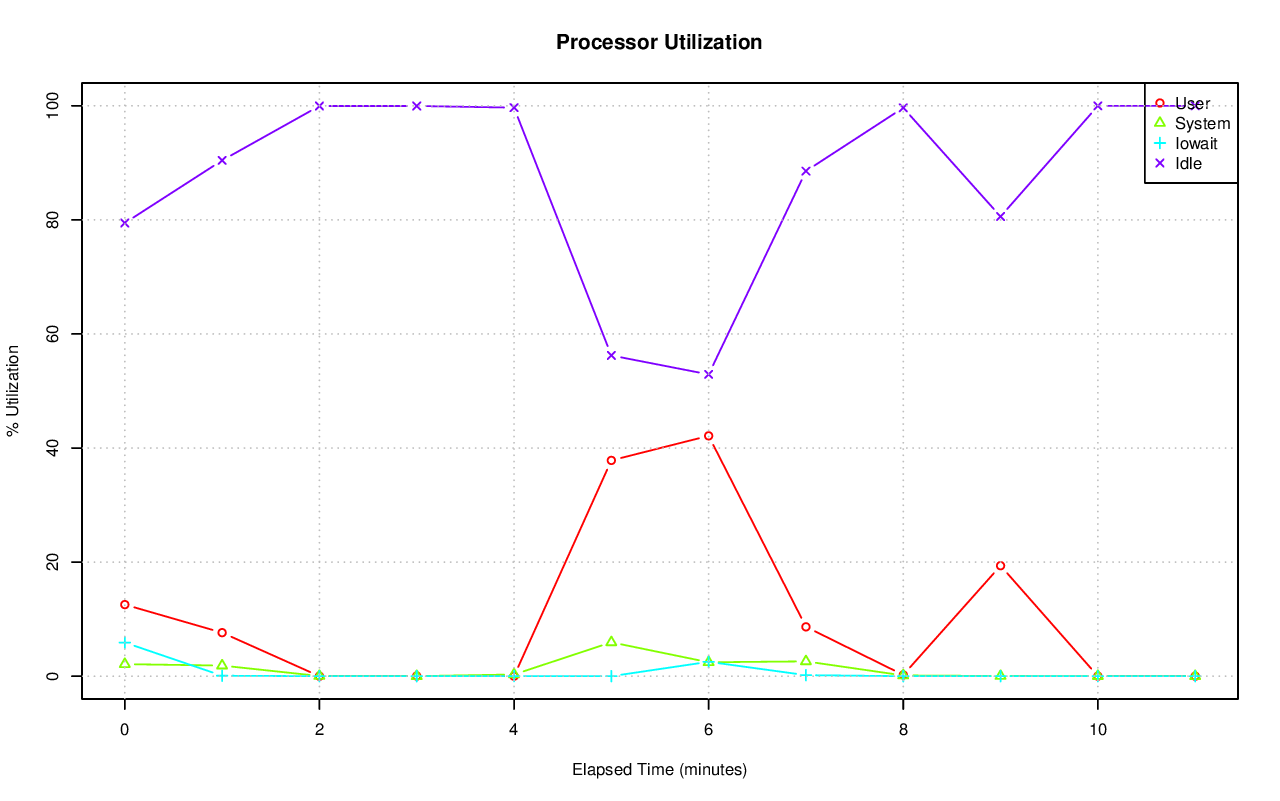 Processor Utilization
100
80
60
40
20
0
% Utilization
User
System
Iowait
Idle
0 2 4 6 8 10
Elapsed Time (minutes)